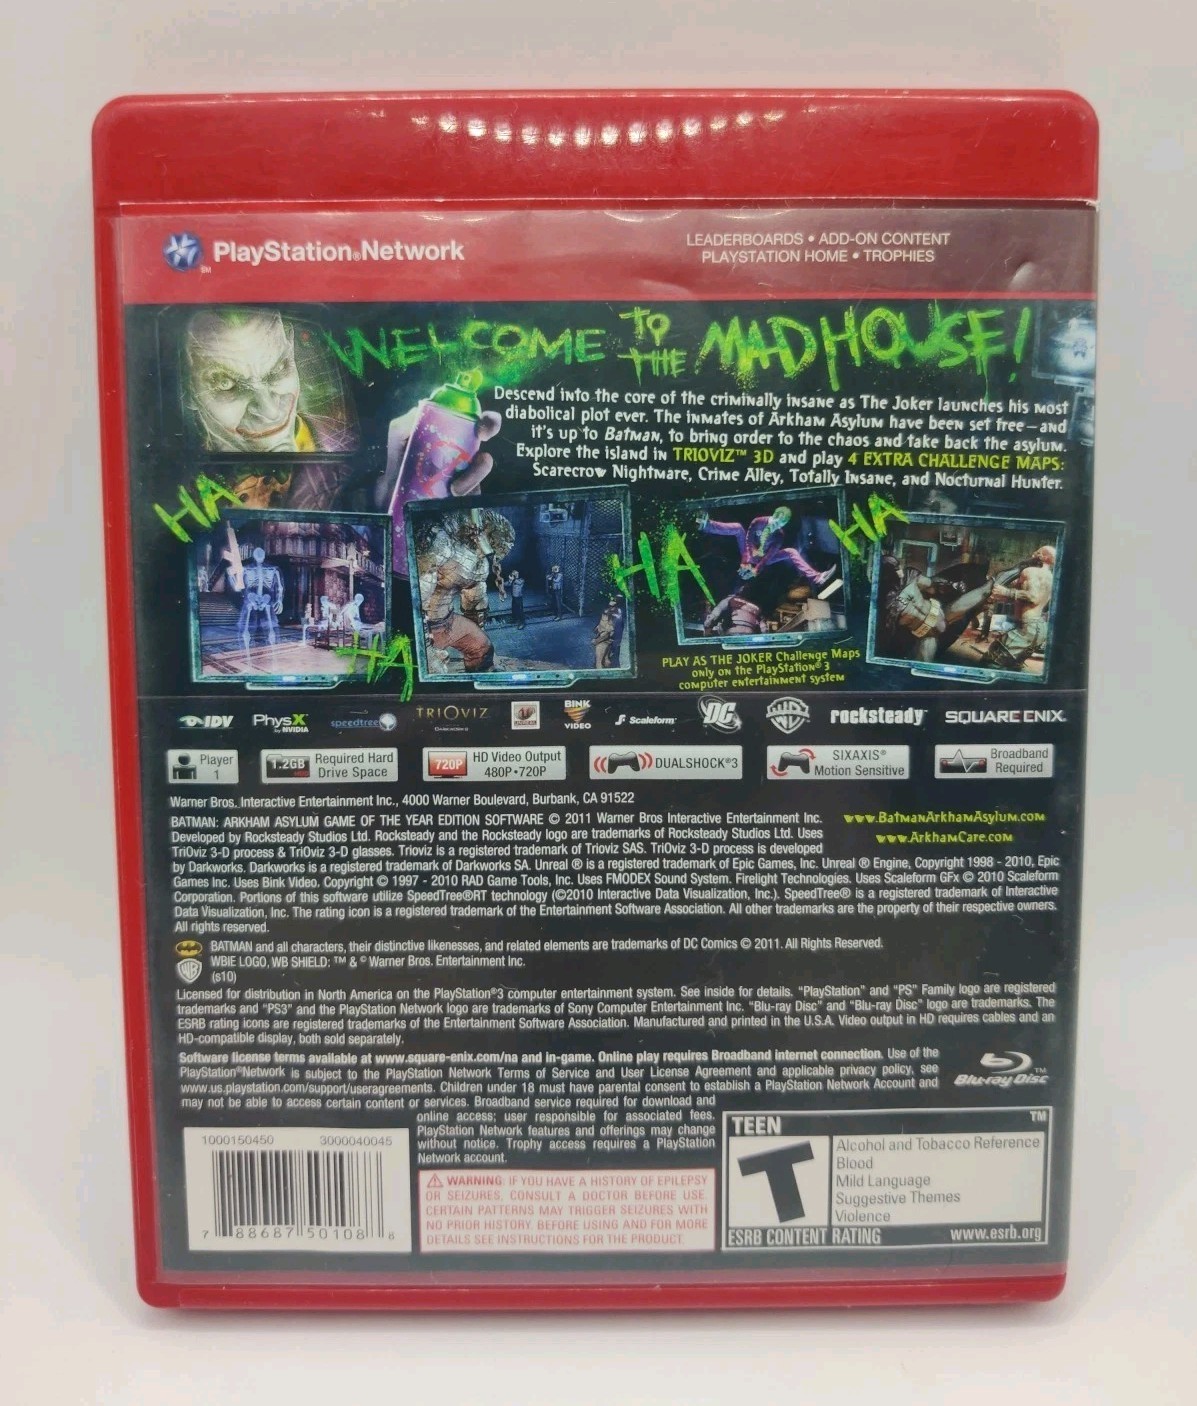 PlayStation®Network
SM
LEADERBOARDS • ADD-ON CONTENT
PLAYSTATION HOME • TROPHIES
WELCOME TO THE MADHOUSE!
Descend into the core of the criminally insane as The Joker launches his most
diabolical plot ever. The inmates of Arkham Asylum have been set free—and
it's up to Batman, to bring order to the chaos and take back the asylum.
Explore the island in TRIOVIZ™ 3D and play 4 EXTRA CHALLENGE MAPS:
Scarecrow Nightmare, Crime Alley, Totally Insane, and Nocturnal Hunter.
HA
HA
HA
HA
PLAY AS THE JOKER Challenge Maps
only on the PlayStation®3
computer entertainment system
IDV
PhysX
by NVIDIA
speedtree
TRIOVIZ
UNREAL
BINK
VIDEO
Scaleform
DC
WB
rocksteady
SQUARE ENIX
Player
1
1.2GB
Required Hard
Drive Space
720P
HD Video Output
480P•720P
DUALSHOCK®3
SIXAXIS®
Motion Sensitive
Broadband
Required
Warner Bros. Interactive Entertainment Inc., 4000 Warner Boulevard, Burbank, CA 91522
BATMAN: ARKHAM ASYLUM GAME OF THE YEAR EDITION SOFTWARE © 2011 Warner Bros Interactive Entertainment Inc.
Developed by Rocksteady Studios Ltd. Rocksteady and the Rocksteady logo are trademarks of Rocksteady Studios Ltd. Uses
TriOviz 3-D process & TriOviz 3-D glasses. Trioviz is a registered trademark of Trioviz SAS. TriOviz 3-D process is developed
www.BatmanArkhamAsylum.com
www.ArkhamCare.com
by Darkworks. Darkworks is a registered trademark of Darkworks SA. Unreal ® is a registered trademark of Epic Games, Inc. Unreal ® Engine, Copyright 1998 - 2010, Epic
Games Inc. Uses Bink Video. Copyright © 1997 - 2010 RAD Game Tools, Inc. Uses FMODEX Sound System. Firelight Technologies. Uses Scaleform GFx © 2010 Scaleform
Corporation. Portions of this software utilize SpeedTree®RT technology (©2010 Interactive Data Visualization, Inc.). SpeedTree® is a registered trademark of Interactive
Data Visualization, Inc. The rating icon is a registered trademark of the Entertainment Software Association. All other trademarks are the property of their respective owners.
All rights reserved.
BATMAN and all characters, their distinctive likenesses, and related elements are trademarks of DC Comics © 2011. All Rights Reserved.
WB
WBIE LOGO, WB SHIELD: ™ & © Warner Bros. Entertainment Inc.
(s10)
Licensed for distribution in North America on the PlayStation®3 computer entertainment system. See inside for details. "PlayStation" and "PS" Family logo are registered
trademarks and "PS3" and the PlayStation Network logo are trademarks of Sony Computer Entertainment Inc. "Blu-ray Disc" and "Blu-ray Disc" logo are trademarks. The
ESRB rating icons are registered trademarks of the Entertainment Software Association. Manufactured and printed in the U.S.A. Video output in HD requires cables and an
HD-compatible display, both sold separately.
Software license terms available at www.square-enix.com/na and in-game. Online play requires Broadband internet connection. Use of the
PlayStation®Network is subject to the PlayStation Network Terms of Service and User License Agreement and applicable privacy policy, see
www.us.playstation.com/support/useragreements. Children under 18 must have parental consent to establish a PlayStation Network Account and
may not be able to access certain content or services. Broadband service required for download and
online access; user responsible for associated fees.
PlayStation Network features and offerings may change
without notice. Trophy access requires a PlayStation
Network account.
Blu-ray Disc
TM
1000150450 3000040045
7 88687 50108 8
WARNING: IF YOU HAVE A HISTORY OF EPILEPSY
OR SEIZURES, CONSULT A DOCTOR BEFORE USE.
CERTAIN PATTERNS MAY TRIGGER SEIZURES WITH
NO PRIOR HISTORY. BEFORE USING AND FOR MORE
DETAILS SEE INSTRUCTIONS FOR THE PRODUCT.
TEEN
TM
T
Alcohol and Tobacco Reference
Blood
Mild Language
Suggestive Themes
Violence
ESRB CONTENT RATING www.esrb.org